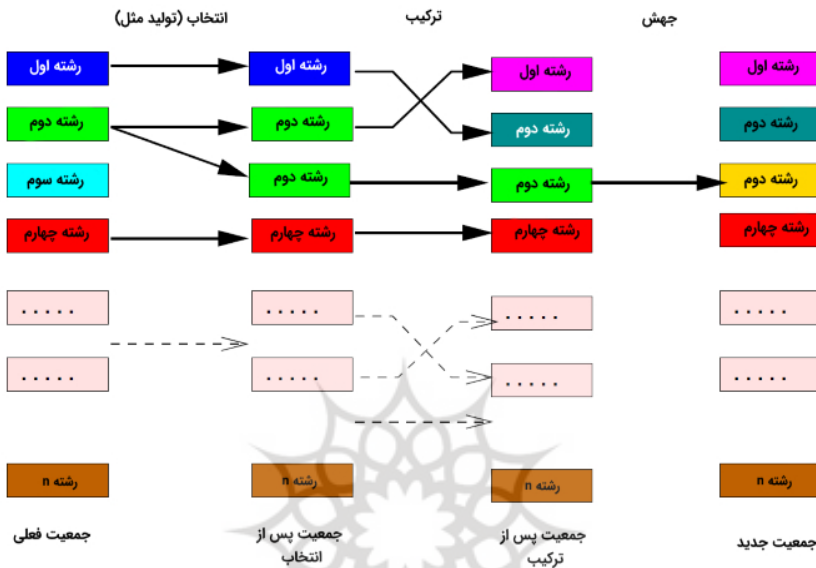 انتخاب (تولید مثل)
ترکیب
جهش
رشته اول
رشته اول
رشته اول
رشته اول
رشته دوم
رشته دوم
رشته دوم
رشته دوم
رشته سوم
رشته دوم
رشته دوم
رشته دوم
رشته چهارم
رشته چهارم
رشته چهارم
رشته چهارم
. . . . .
. . . . .
. . . . .
. . . . .
. . . . .
. . . . .
. . . . .
. . . . .
رشته n
رشته n
رشته n
رشته n
جمعیت فعلی
جمعیت پس از
انتخاب
جمعیت پس از
ترکیب
جمعیت جدید